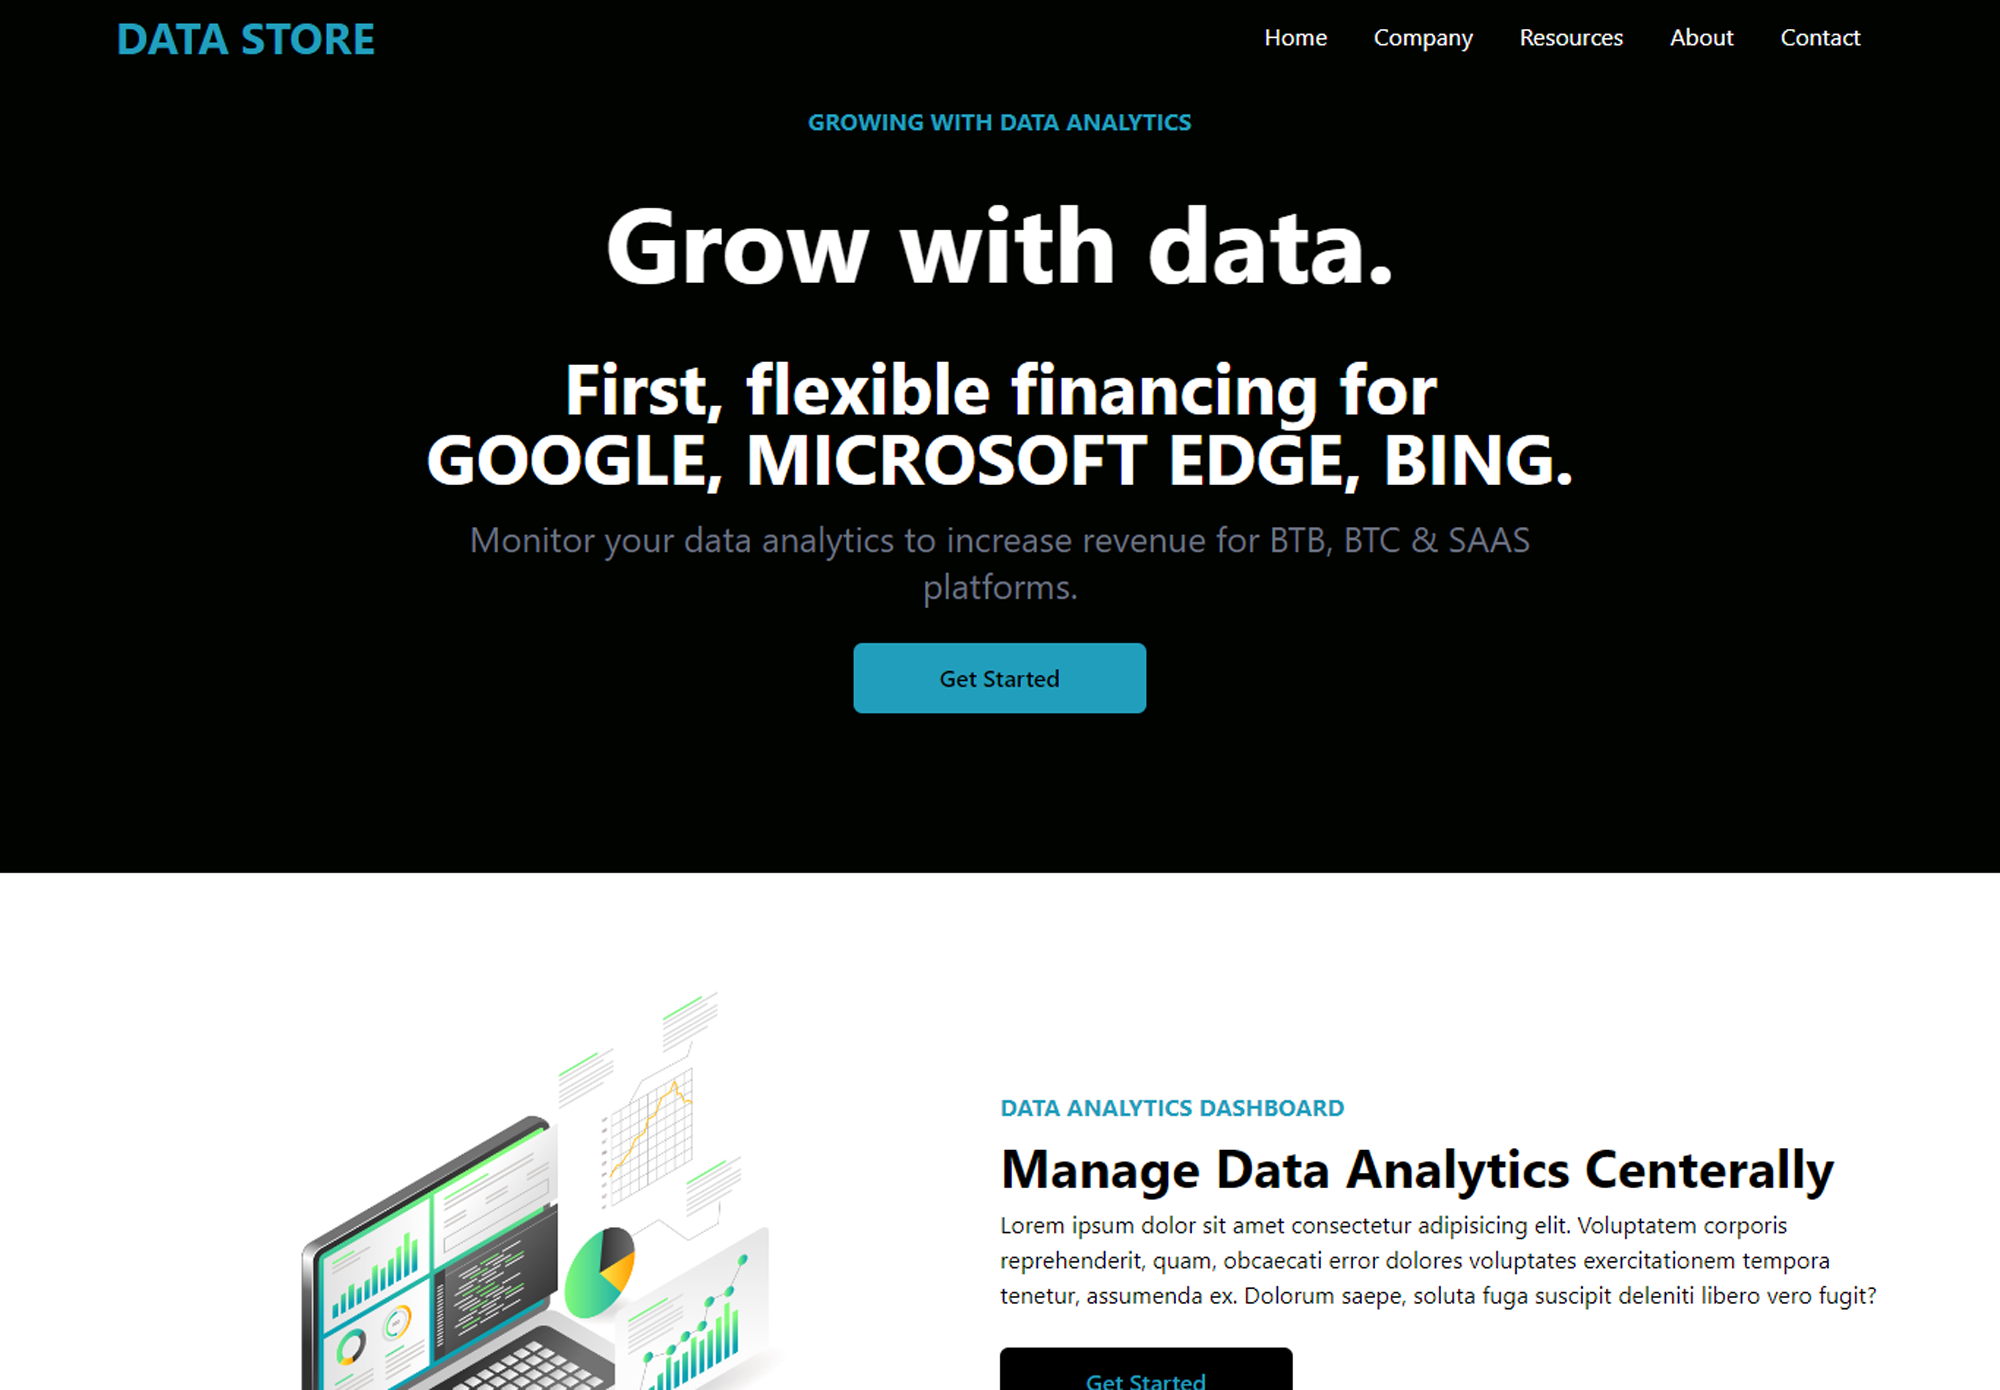 DATA STORE
Home Company Resources About Contact
GROWING WITH DATA ANALYTICS
Grow with data.
First, flexible financing for
GOOGLE, MICROSOFT EDGE, BING.
Monitor your data analytics to increase revenue for BTB, BTC & SAAS
platforms.
Get Started
DATA ANALYTICS DASHBOARD
Manage Data Analytics Centerally
Lorem ipsum dolor sit amet consectetur adipisicing elit. Voluptatem corporis
reprehenderit, quam, obcaecati error dolores voluptates exercitationem tempora
tenetur, assumenda ex. Dolorum saepe, soluta fuga suscipit deleniti libero vero fugit?
Get Started